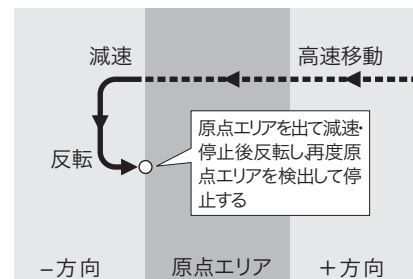 減速
高速移動
原点エリアを出て減速・
停止後反転し再度原
点エリアを検出して停
止する
反転
−方向
原点エリア
＋方向